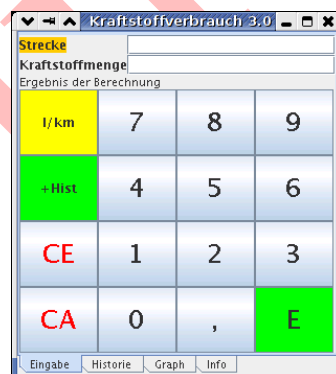 Kraftstoffverbrauch 3.0
Strecke
Kraftstoffmenge
Ergebnis der Berechnung
l/km 7 8 9
+Hist 4 5 6
CE 1 2 3
CA 0 , E
Eingabe Historie Graph Info